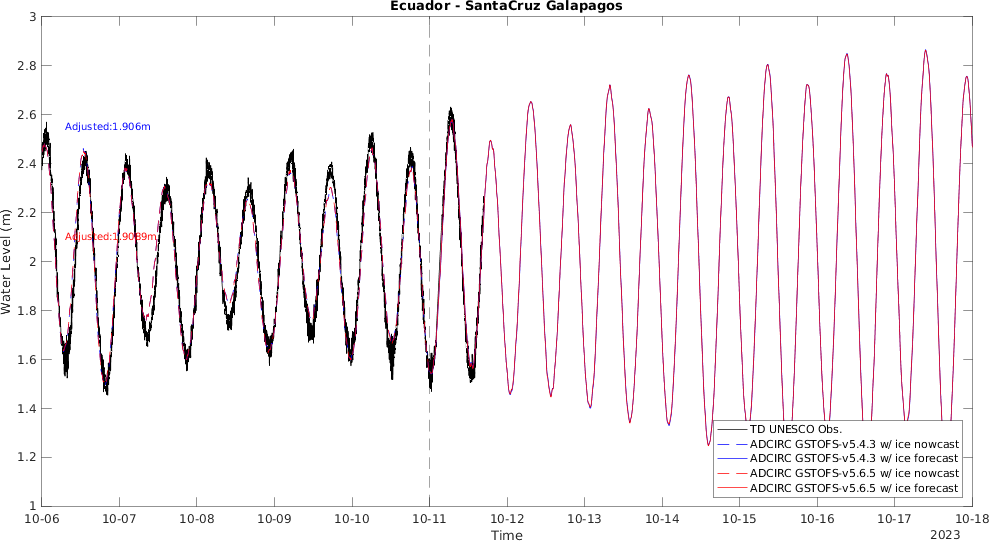 Ecuador - SantaCruz Galapagos
3
2.8
2.6
2.4
2.2
2
1.8
1.6
1.4
1.2
1
Water Level (m)
Adjusted:1.906m
Adjusted:1.9089m
TD UNESCO Obs.
ADCIRC GSTOFS-v5.4.3 w/ ice nowcast
ADCIRC GSTOFS-v5.4.3 w/ ice forecast
ADCIRC GSTOFS-v5.6.5 w/ ice nowcast
ADCIRC GSTOFS-v5.6.5 w/ ice forecast
10-06 10-07 10-08 10-09 10-10 10-11 10-12 10-13 10-14 10-15 10-16 10-17 10-18
Time
2023